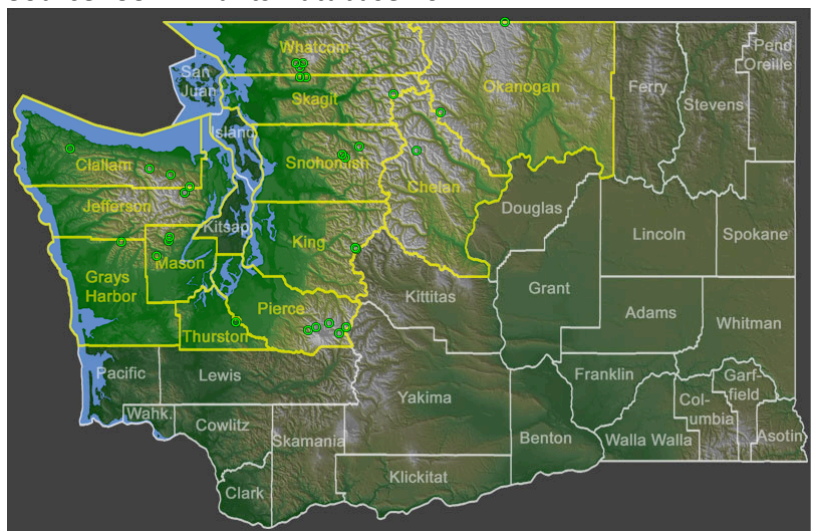 Whatcom
Pend
Oreille
San
Juan
Okanogan
Ferry
Stevens
Skagit
Island
Clallam
Snohomish
Chelan
Jefferson
Douglas
Kitsap
King
Lincoln
Spokane
Mason
Grays
Harbor
Kittitas
Grant
Pierce
Adams
Whitman
Thurston
Pacific
Lewis
Yakima
Franklin
Garf-
field
Col-
umbia
Wahk.
Cowlitz
Skamania
Benton
Walla Walla
Asotin
Klickitat
Clark